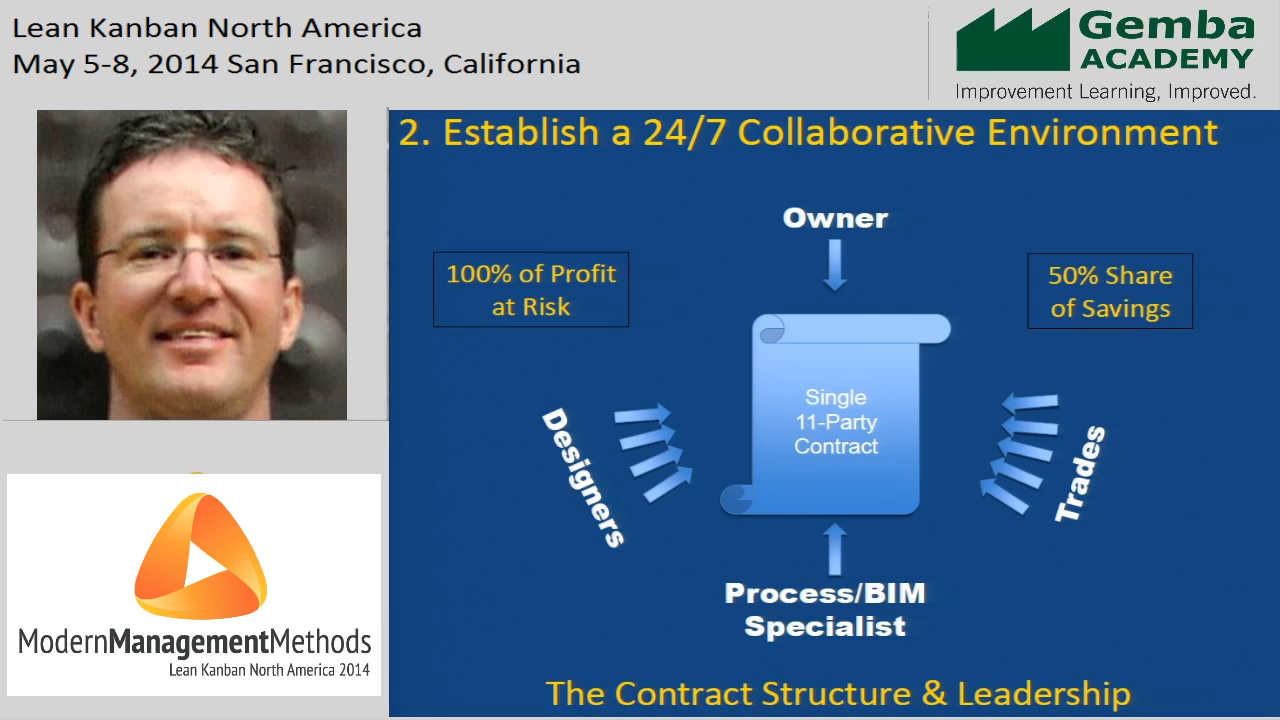 Lean Kanban North America
May 5-8, 2014 San Francisco, California
Gemba
ACADEMY
Improvement Learning, Improved.
2. Establish a 24/7 Collaborative Environment
Owner
100% of Profit
at Risk
50% Share
of Savings
Single
11-Party
Contract
Designers
Trades
Process/BIM
Specialist
The Contract Structure & Leadership
ModernManagementMethods
Lean Kanban North America 2014